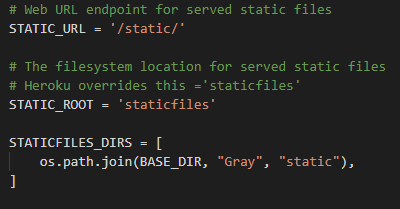 # Web URL endpoint for served static files
STATIC_URL = '/static/'
# The filesystem location for served static files
# Heroku overrides this ='staticfiles'
STATIC_ROOT = 'staticfiles'
STATICFILES_DIRS = [
    os.path.join(BASE_DIR, "Gray", "static"),
]